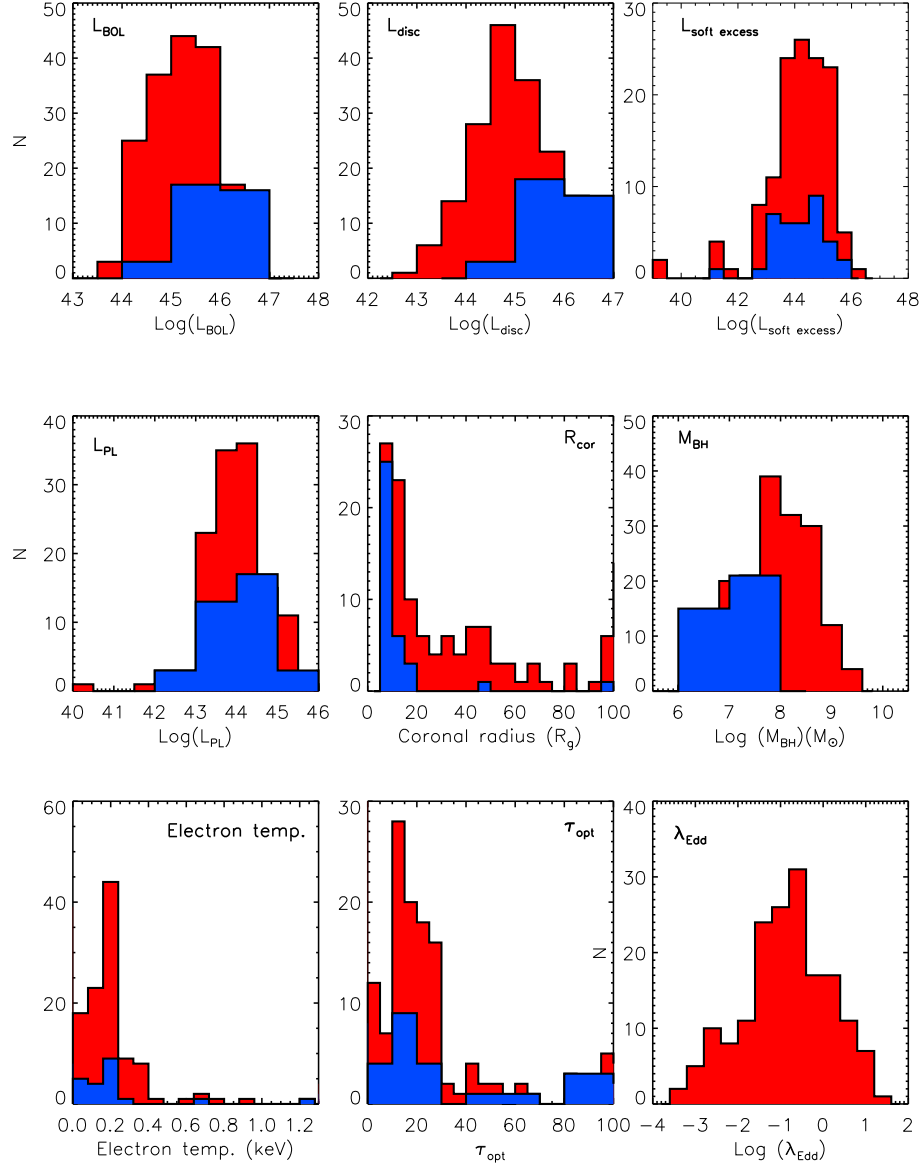 L_BOL
L_disc
L_soft excess
50
40
30
20
10
0
N
43 44 45 46 47 48
Log(L_BOL)
50
40
30
20
10
0
42 43 44 45 46 47
Log(L_disc)
30
20
10
0
40 42 44 46 48
Log(L_soft excess)
L_PL
R_cor
M_BH
40
30
20
10
0
N
40 41 42 43 44 45 46
Log(L_PL)
30
20
10
0
0 20 40 60 80 100
Coronal radius (R_g)
50
40
30
20
10
0
6 7 8 9 10
Log (M_BH)(M_⊙)
Electron temp.
τ_opt
λ_Edd
60
40
20
0
0.0 0.2 0.4 0.6 0.8 1.0 1.2
Electron temp. (keV)
30
20
10
0
0 20 40 60 80 100
τ_opt
N
40
30
20
10
0
−4 −3 −2 −1 0 1 2
Log (λ_Edd)